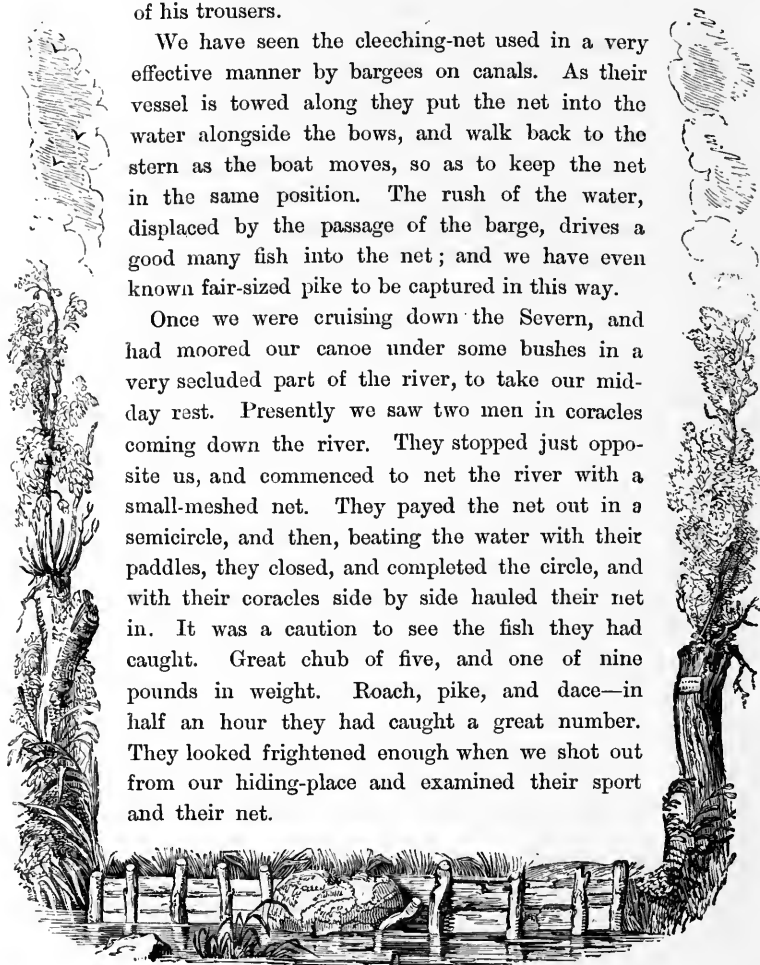 of his trousers.
We have seen the cleeching-net used in a very
effective manner by bargees on canals. As their
vessel is towed along they put the net into the
water alongside the bows, and walk back to the
stern as the boat moves, so as to keep the net
in the same position. The rush of the water,
displaced by the passage of the barge, drives a
good many fish into the net; and we have even
known fair-sized pike to be captured in this way.
Once we were cruising down the Severn, and
had moored our canoe under some bushes in a
very secluded part of the river, to take our mid-
day rest. Presently we saw two men in coracles
coming down the river. They stopped just oppo-
site us, and commenced to net the river with a
small-meshed net. They payed the net out in a
semicircle, and then, beating the water with their
paddles, they closed, and completed the circle, and
with their coracles side by side hauled their net
in. It was a caution to see the fish they had
caught. Great chub of five, and one of nine
pounds in weight. Roach, pike, and dace—in
half an hour they had caught a great number.
They looked frightened enough when we shot out
from our hiding-place and examined their sport
and their net.